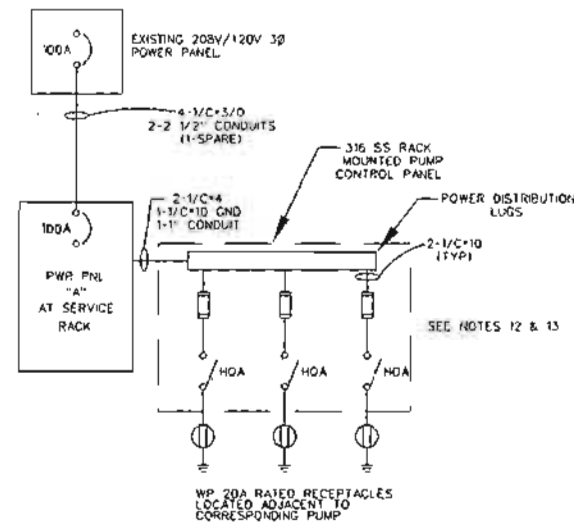 EXISTING 208V/120V 3Ø
POWER PANEL
100A
4-1/C#3/0
2-2 1/2" CONDUITS
(1-SPARE)
316 SS RACK
MOUNTED PUMP
CONTROL PANEL
2-1/C#4
1-1/C#10 GND
1-1" CONDUIT
POWER DISTRIBUTION
LUGS
2-1/C#10
(TYP)
100A
PWR PNL
"A"
AT SERVICE
RACK
SEE NOTES 12 & 13
HOA
HOA
HOA
WP 20A RATED RECEPTACLES
LOCATED ADJACENT TO
CORRESPONDING PUMP